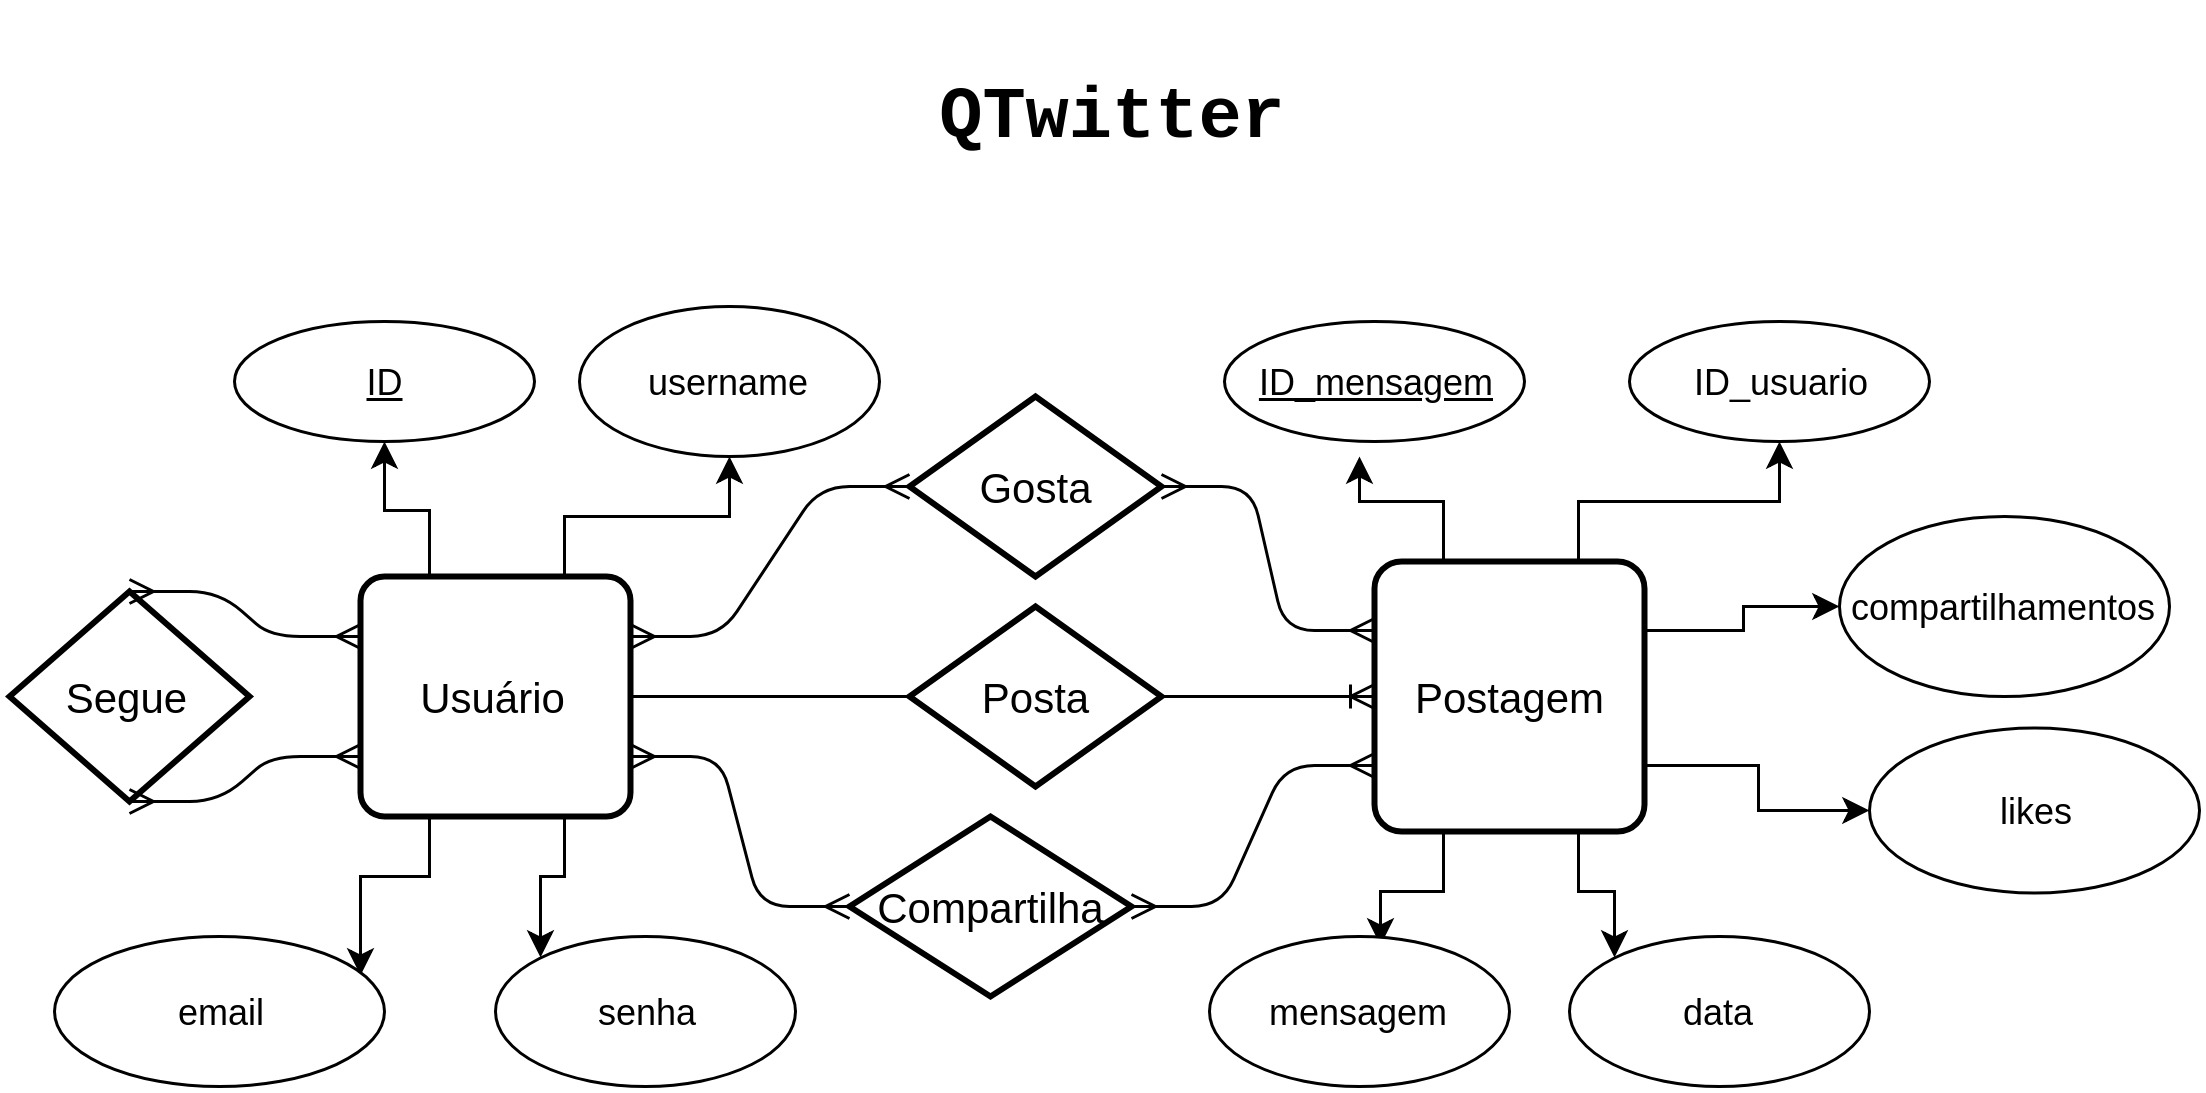 QTwitter
ID
username
ID_mensagem
ID_usuario
Gosta
compartilhamentos
Segue
Usuário
Posta
Postagem
likes
Compartilha
email
senha
mensagem
data